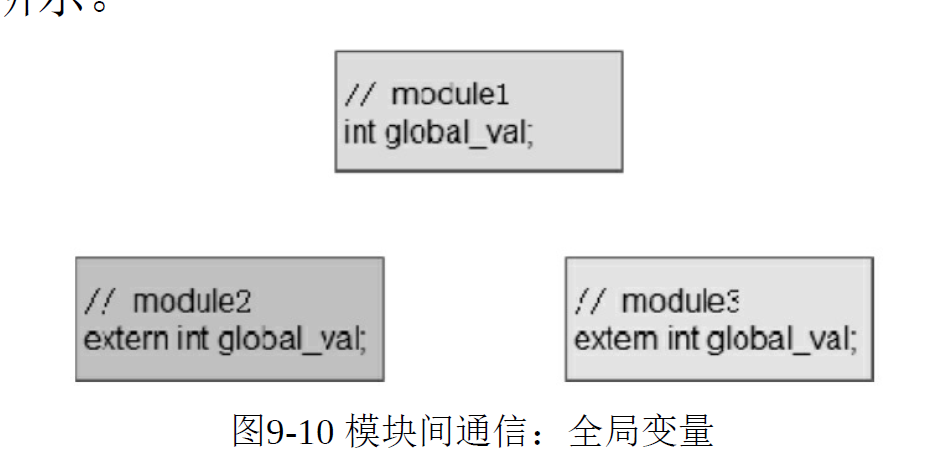 所示。
// module1
int global_val;
// module2
extern int global_val;
// module3
extern int global_val;
图9-10 模块间通信：全局变量